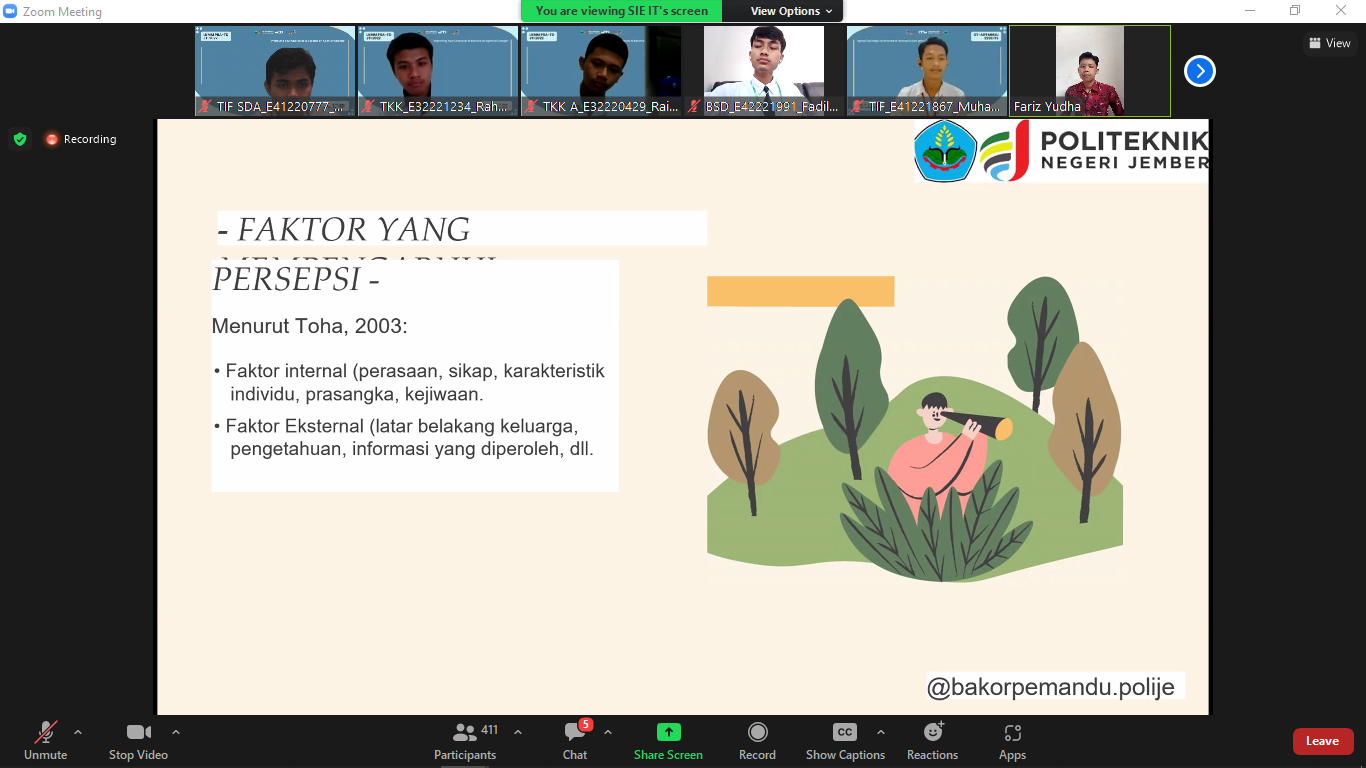 Zoom Meeting
You are viewing SIE IT's screen
View Options
View
TIF SDA_E41220777_...
TKK_E32221234_Rah...
TKK A_E32220429_Rai...
BSD_E42221991_Fadil...
TIF_E41221867_Muha...
Fariz Yudha
Recording
POLITEKNIK
NEGERI JEMBER
- FAKTOR YANG
MEMPENGARUHI
PERSEPSI -
Menurut Toha, 2003:
• Faktor internal (perasaan, sikap, karakteristik
individu, prasangka, kejiwaan.
• Faktor Eksternal (latar belakang keluarga,
pengetahuan, informasi yang diperoleh, dll.
@bakorpemandu.polije
411
5
CC
Unmute
Stop Video
Participants
Chat
Share Screen
Record
Show Captions
Reactions
Apps
Leave